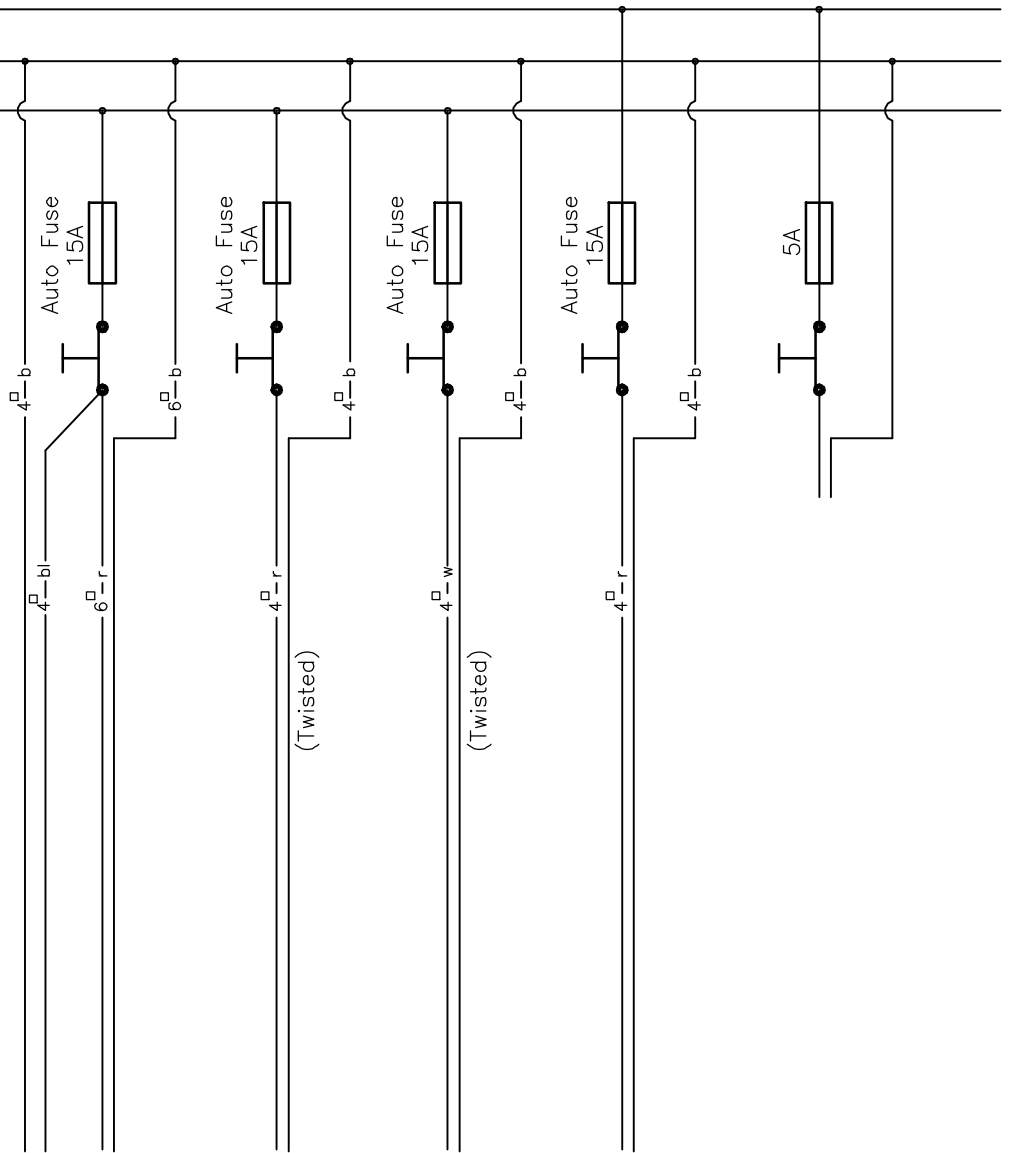 Auto Fuse
15A
Auto Fuse
15A
Auto Fuse
15A
Auto Fuse
15A
5A
4□ b
6□ b
4□ b
4□ b
4□ b
4□ bl
6□ r
4□ r
4□ w
4□ r
(Twisted)
(Twisted)